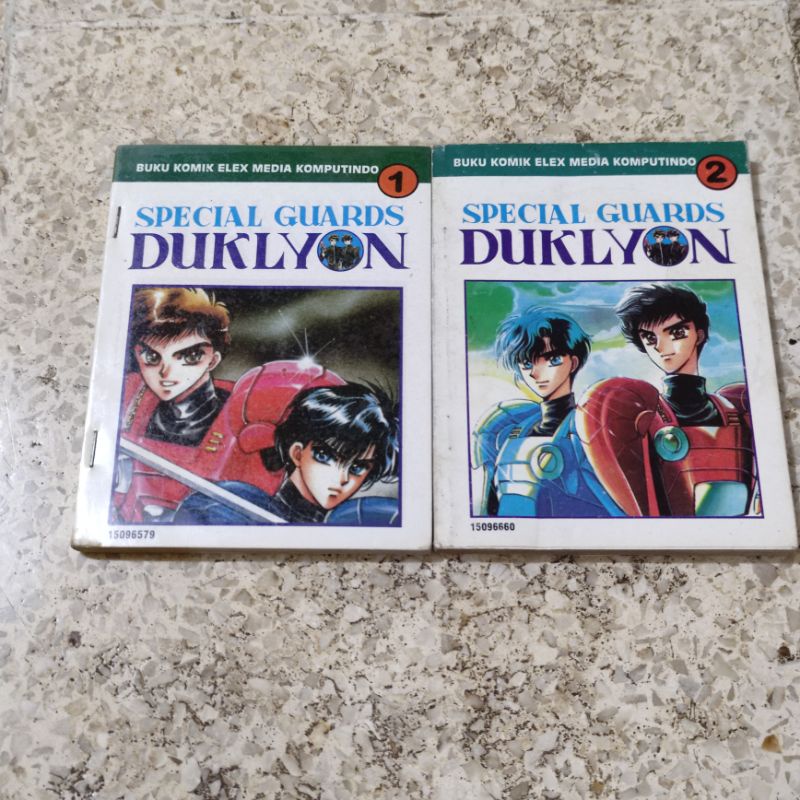 BUKU KOMIK ELEX MEDIA KOMPUTINDO 1
SPECIAL GUARDS
DUKLYON
15096579
BUKU KOMIK ELEX MEDIA KOMPUTINDO 2
SPECIAL GUARDS
DUKLYON
15096660